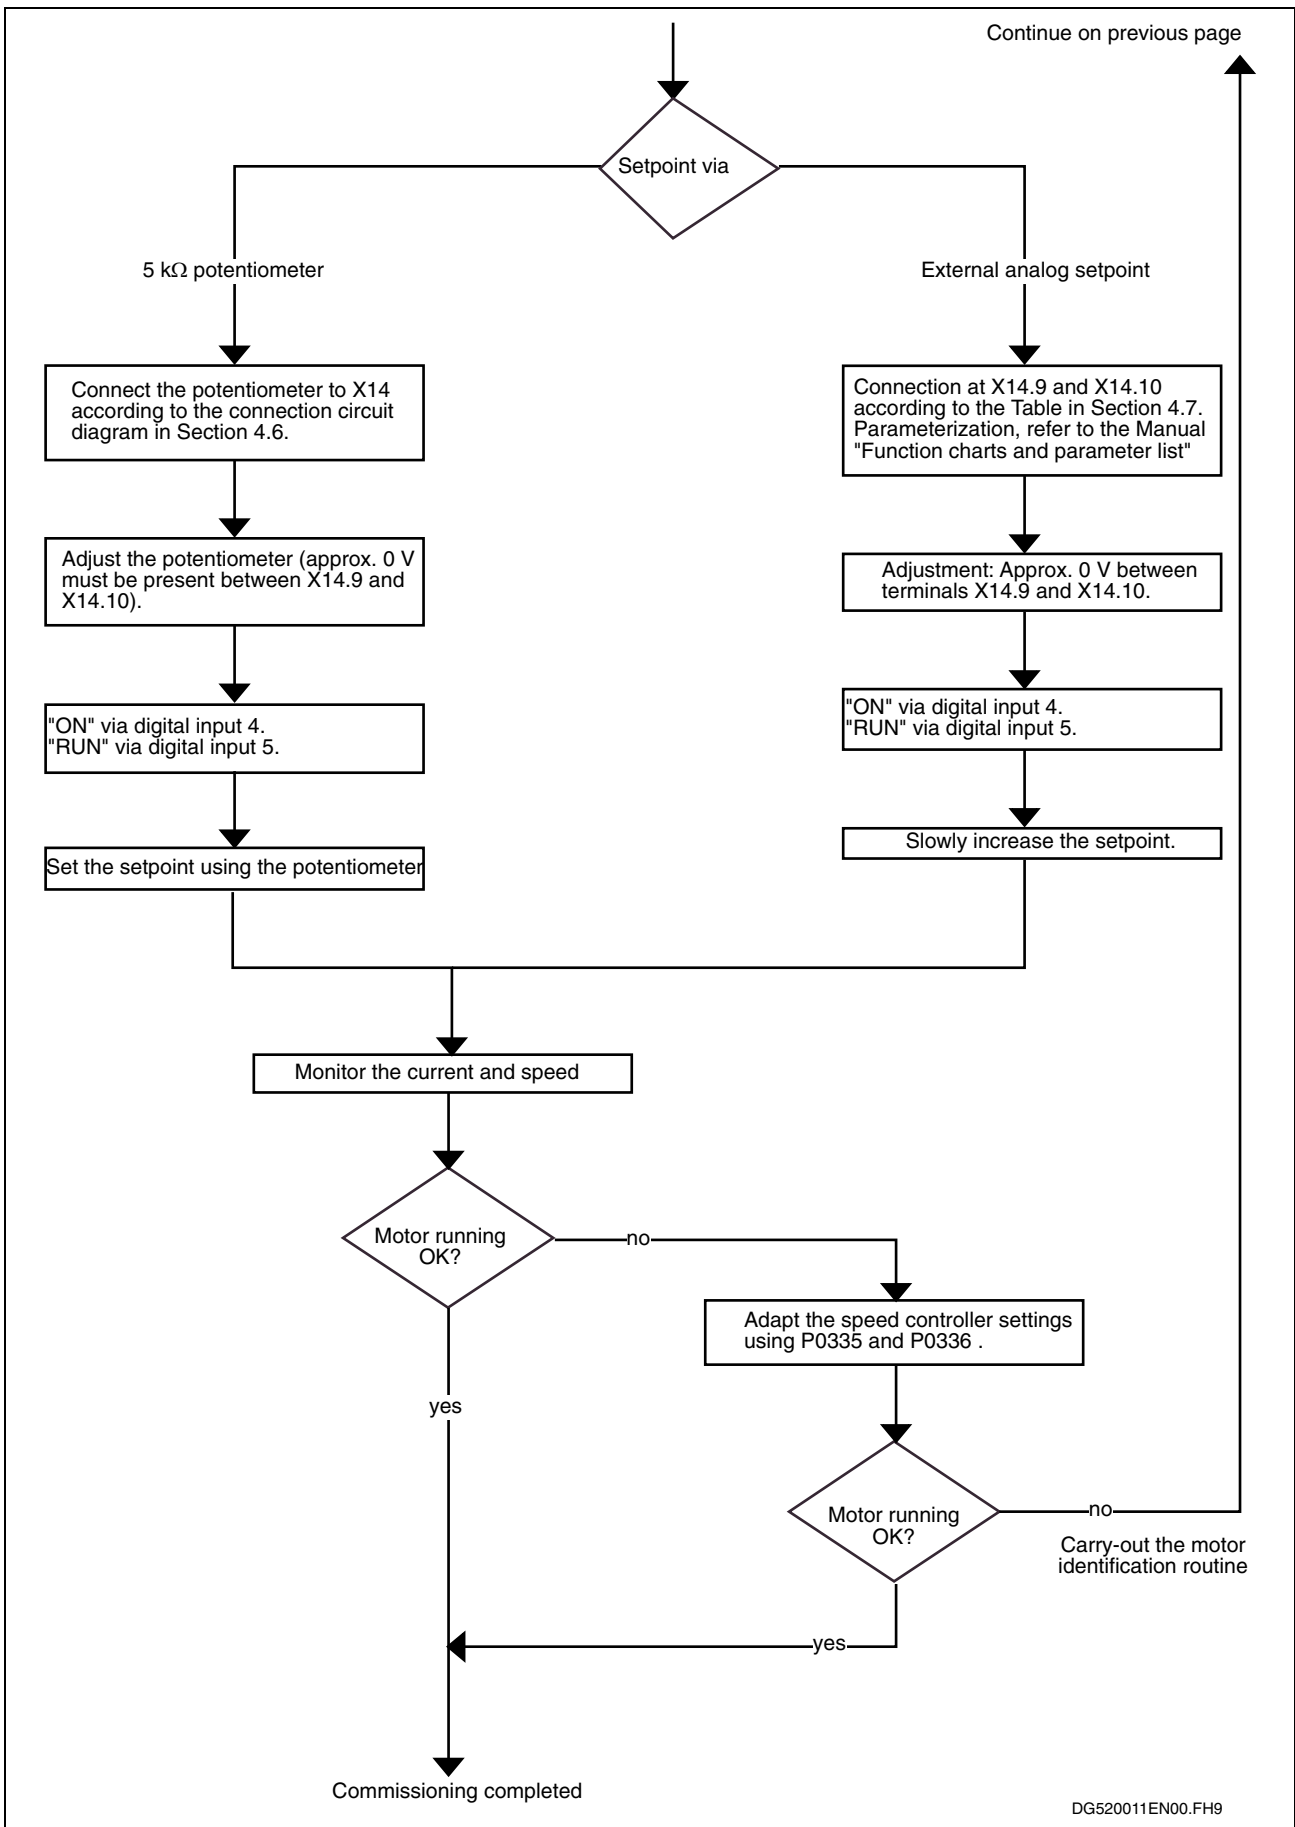 Continue on previous page
Setpoint via
5 kΩ potentiometer
External analog setpoint
Connect the potentiometer to X14
according to the connection circuit
diagram in Section 4.6.
Connection at X14.9 and X14.10
according to the Table in Section 4.7.
Parameterization, refer to the Manual
"Function charts and parameter list"
Adjust the potentiometer (approx. 0 V
must be present between X14.9 and
X14.10).
Adjustment: Approx. 0 V between
terminals X14.9 and X14.10.
"ON" via digital input 4.
"RUN" via digital input 5.
"ON" via digital input 4.
"RUN" via digital input 5.
Set the setpoint using the potentiometer
Slowly increase the setpoint.
Monitor the current and speed
Motor running
OK?
no
Adapt the speed controller settings
using P0335 and P0336 .
yes
Motor running
OK?
no
Carry-out the motor
identification routine
yes
Commissioning completed
DG520011EN00.FH9